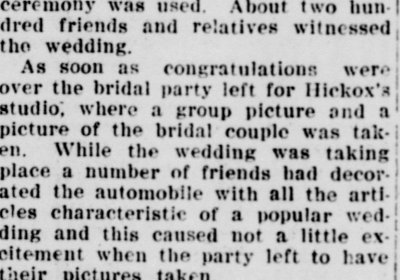 ceremony was used. About two hun-
dred friends and relatives witnessed
the wedding.
As soon as congratulations were
over the bridal party left for Hickox's
studio, where a group picture and a
picture of the bridal couple was tak-
en. While the wedding was taking
place a number of friends had decor-
ated the automobile with all the arti-
cles characteristic of a popular wed-
ding and this caused not a little ex-
citement when the party left to have
their pictures taken